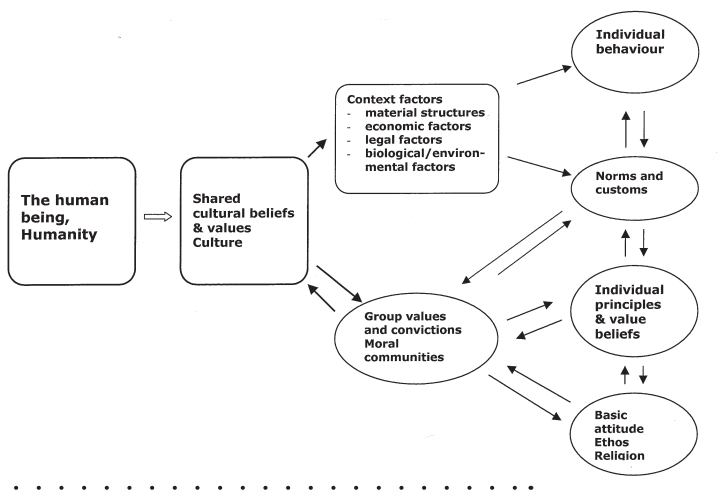 The human
being,
Humanity
Shared
cultural beliefs
& values
Culture
Context factors
- material structures
- economic factors
- legal factors
- biological/environ-
mental factors
Group values
and convictions
Moral
communities
Individual
behaviour
Norms and
customs
Individual
principles
& value
beliefs
Basic
attitude
Ethos
Religion